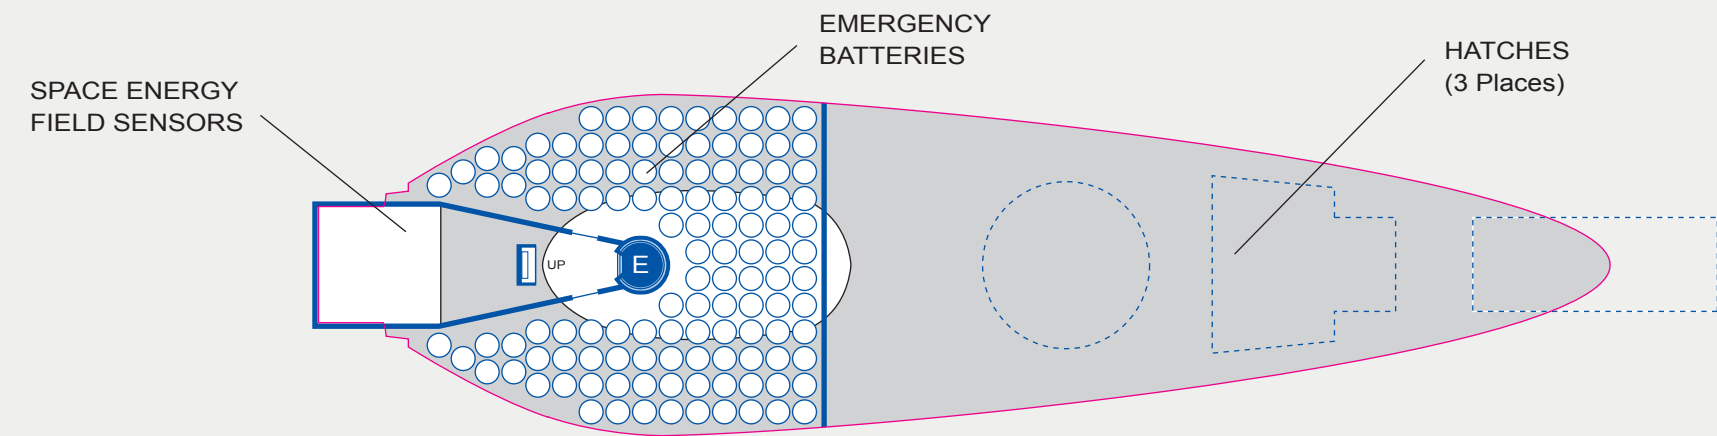 EMERGENCY
BATTERIES
HATCHES
(3 Places)
SPACE ENERGY
FIELD SENSORS
UP
E